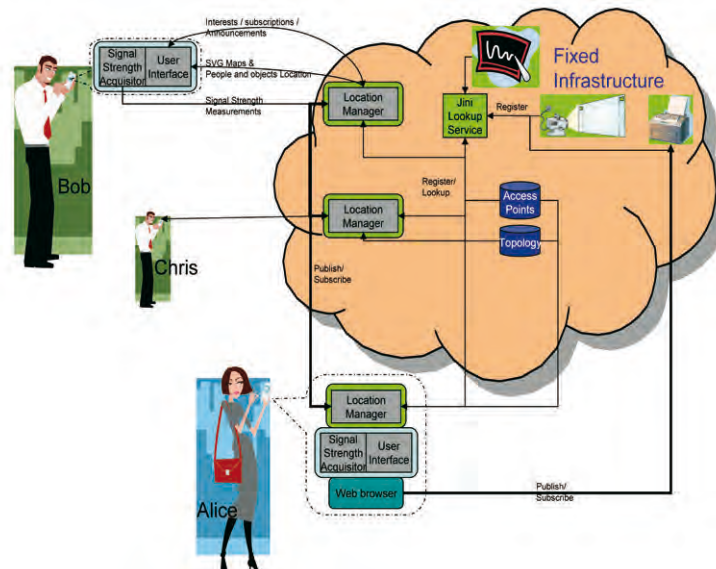 Interests / subscriptions /
Announcements
Signal
Strength
Acquisitor
User
Interface
SVG Maps &
People and objects Location
Signal Strength
Measurements
Bob
Location
Manager
Jini
Lookup
Service
Fixed
Infrastructure
Register
Register/
Lookup
Access
Points
Topology
Location
Manager
Chris
Publish/
Subscribe
Location
Manager
Signal
Strength
Acquisitor
User
Interface
Web browser
Publish/
Subscribe
Alice